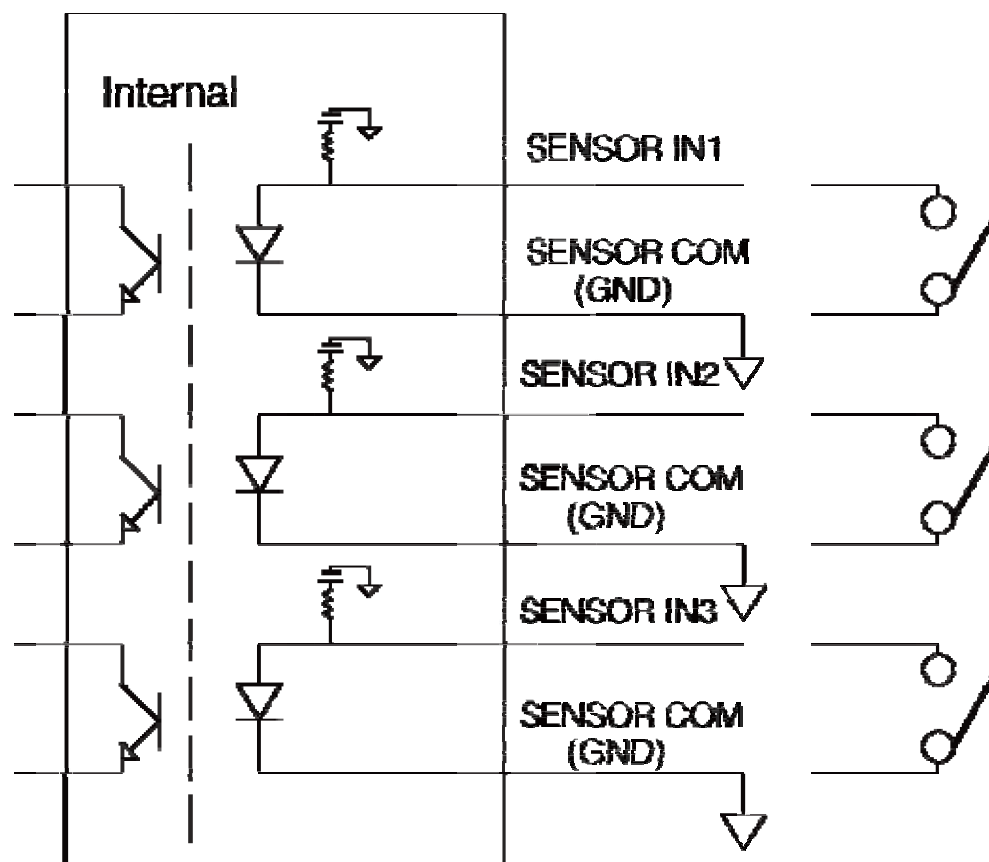 Internal
SENSOR IN1
SENSOR COM
(GND)
SENSOR IN2
SENSOR COM
(GND)
SENSOR IN3
SENSOR COM
(GND)